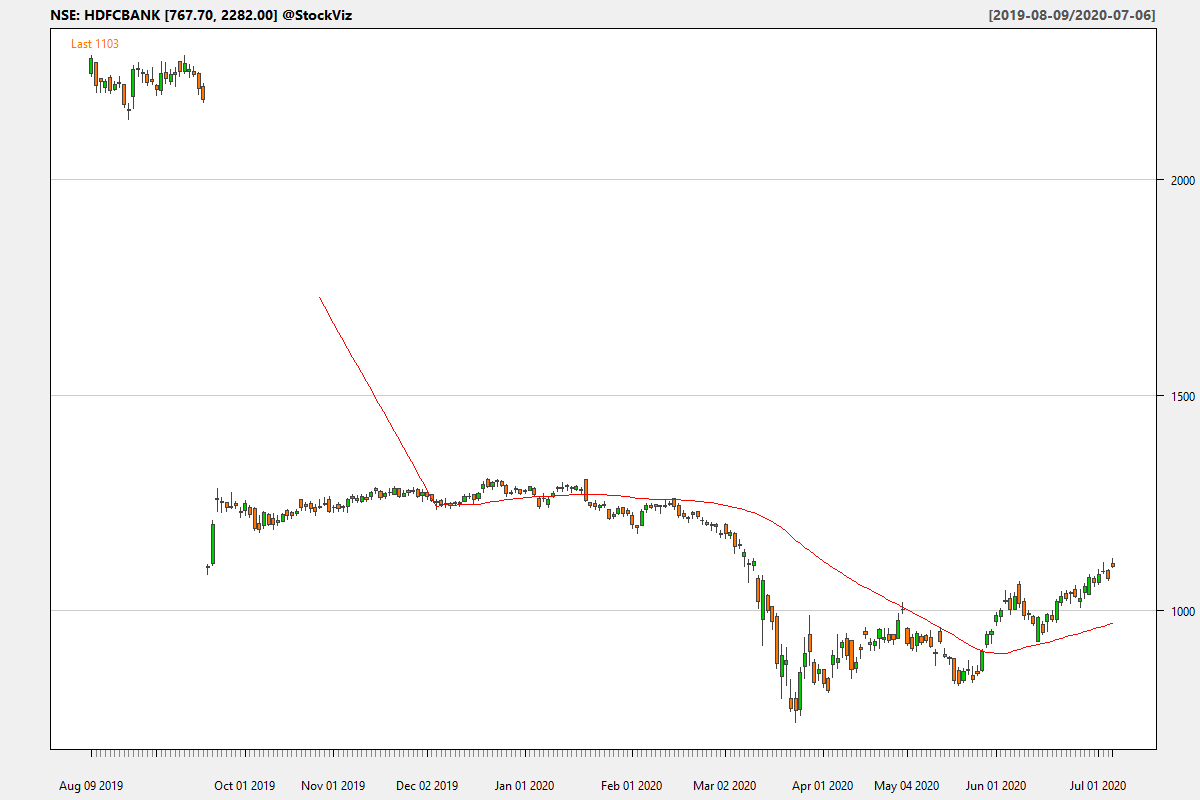 NSE: HDFCBANK [767.70, 2282.00] @StockViz
[2019-08-09/2020-07-06]
Last 1103
2000
1500
1000
Aug 09 2019
Oct 01 2019
Nov 01 2019
Dec 02 2019
Jan 01 2020
Feb 01 2020
Mar 02 2020
Apr 01 2020
May 04 2020
Jun 01 2020
Jul 01 2020